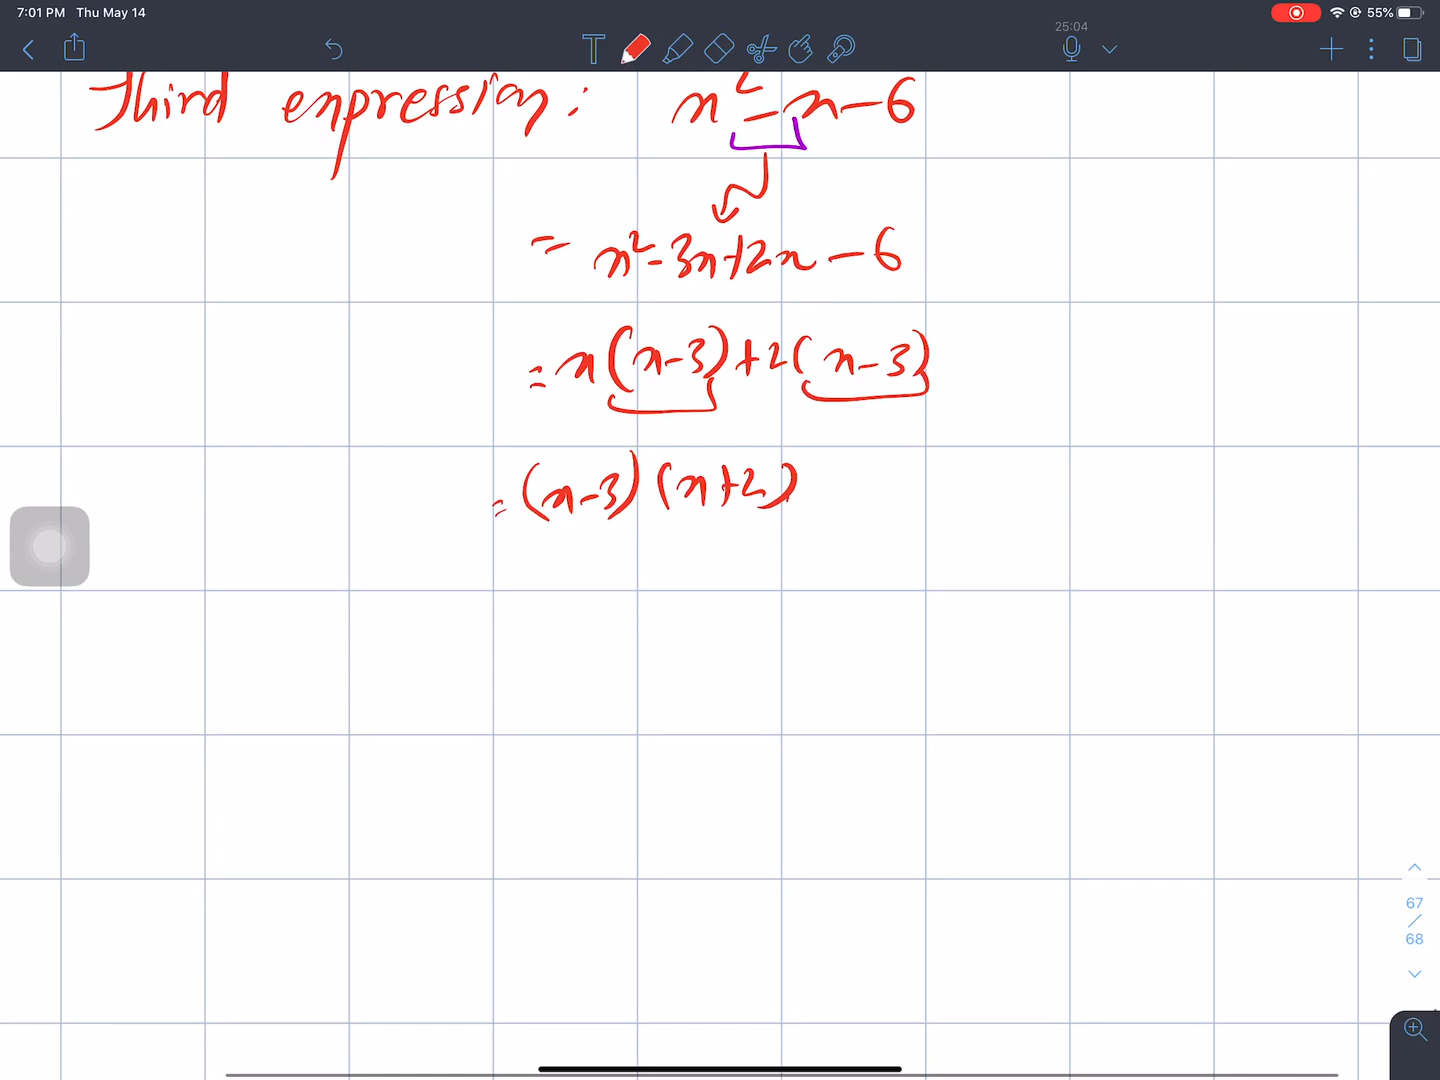 7:01 PM Thu May 14
55%
25:04
Third expression: x² - x - 6
= x² - 3x + 2x - 6
= x(x-3) + 2(x-3)
= (x-3)(x+2)
67
/
68